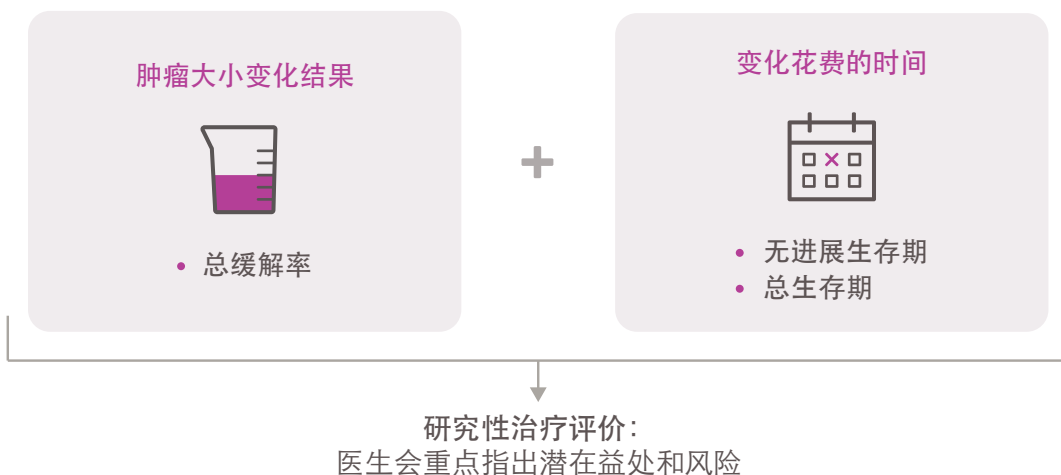 肿瘤大小变化结果
• 总缓解率
+
变化花费的时间
• 无进展生存期
• 总生存期
研究性治疗评价：
医生会重点指出潜在益处和风险